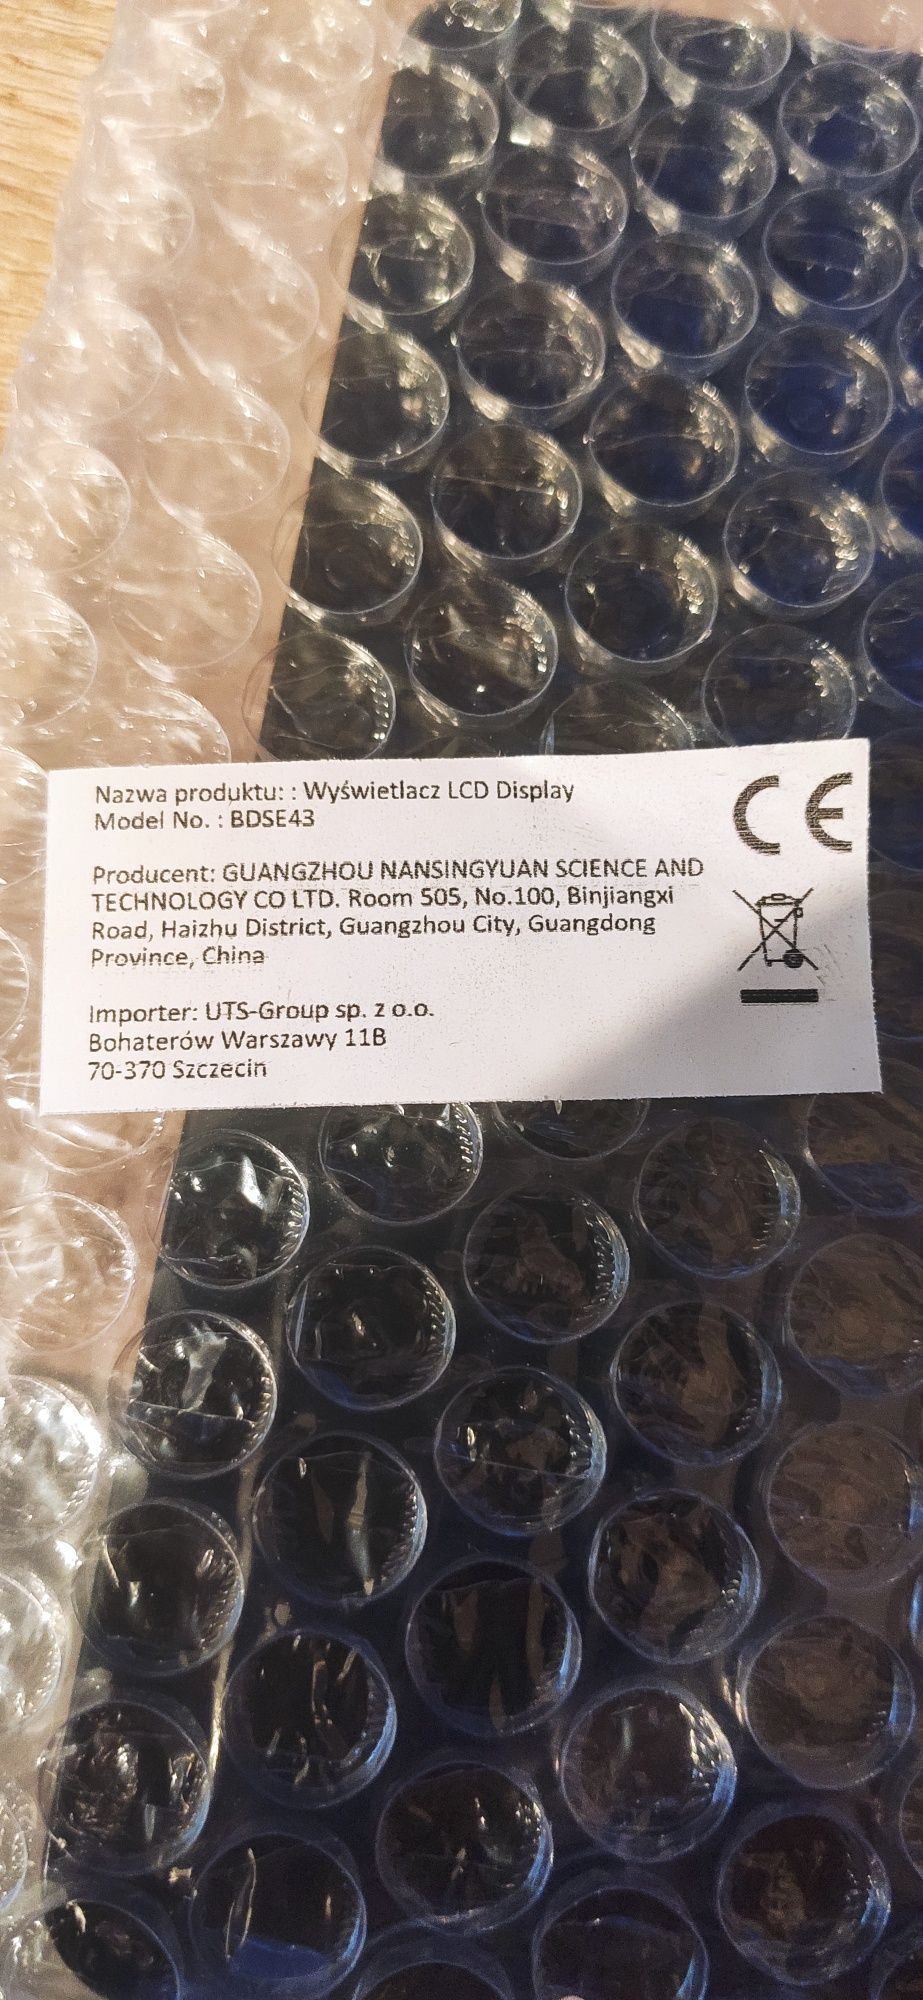 Nazwa produktu: : Wyświetlacz LCD Display
Model No. : BDSE43
Producent: GUANGZHOU NANSINGYUAN SCIENCE AND
TECHNOLOGY CO LTD. Room 505, No.100, Binjiangxi
Road, Haizhu District, Guangzhou City, Guangdong
Province, China
Importer: UTS-Group sp. z o.o.
Bohaterów Warszawy 11B
70-370 Szczecin
CE